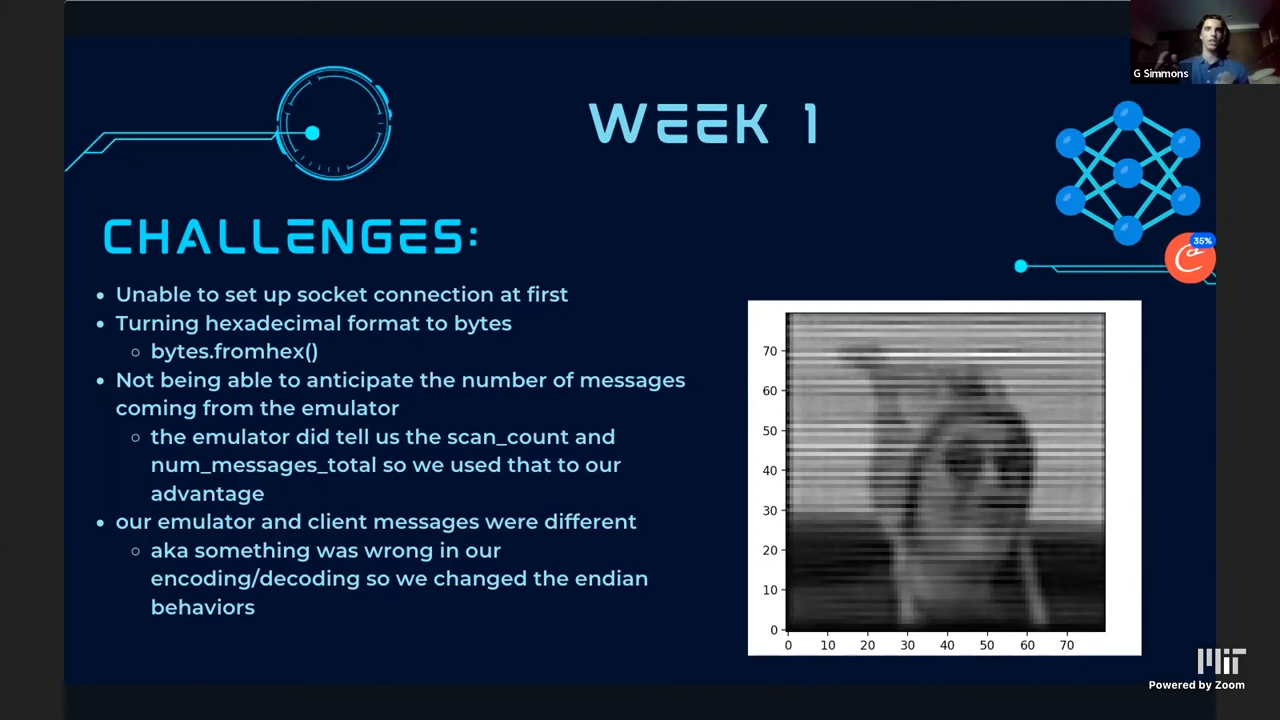 G Simmons
WEEK 1
35%
CHALLENGES:
• Unable to set up socket connection at first
• Turning hexadecimal format to bytes
○ bytes.fromhex()
• Not being able to anticipate the number of messages
coming from the emulator
○ the emulator did tell us the scan_count and
num_messages_total so we used that to our
advantage
• our emulator and client messages were different
○ aka something was wrong in our
encoding/decoding so we changed the endian
behaviors
70
60
50
40
30
20
10
0
0 10 20 30 40 50 60 70
MIT
Powered by Zoom